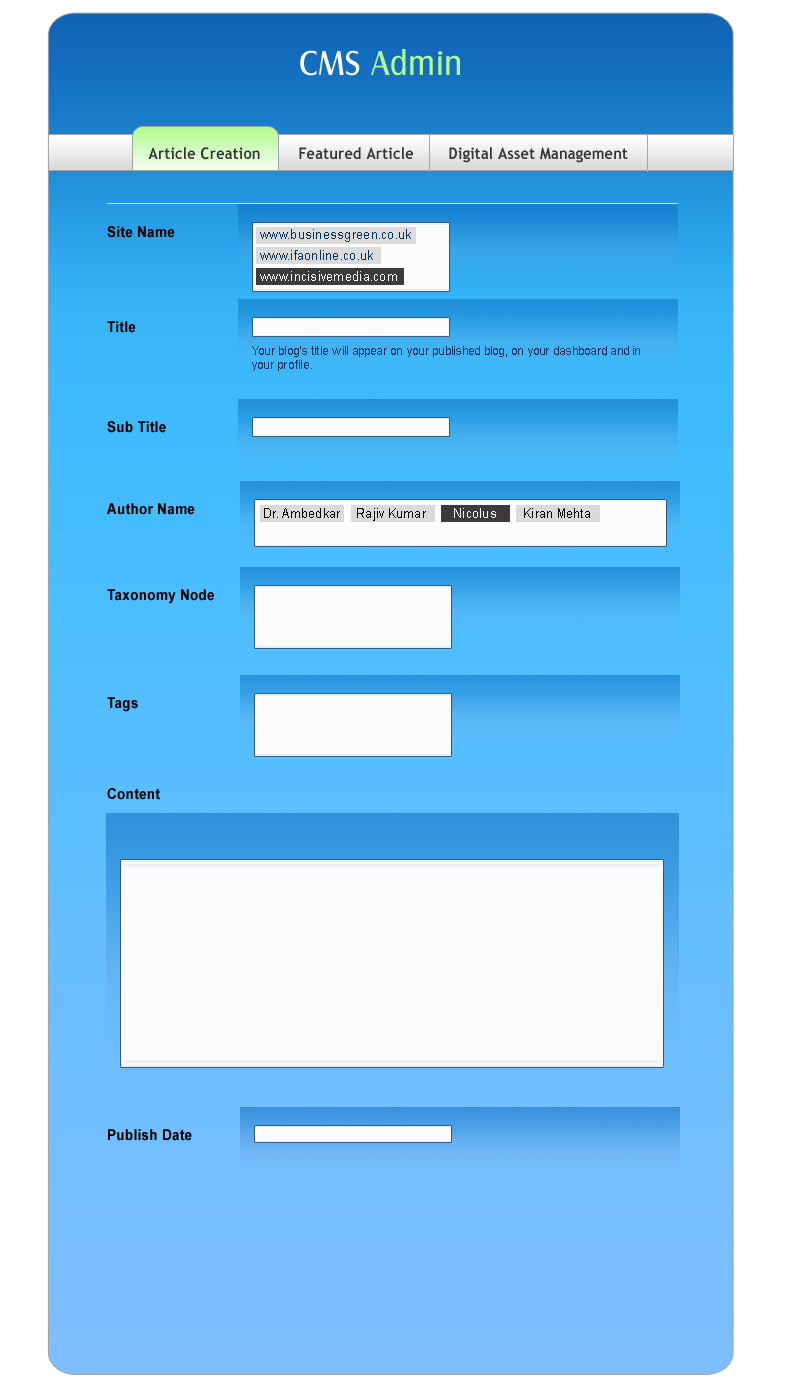 CMS Admin
Article Creation Featured Article Digital Asset Management
Site Name
www.businessgreen.co.uk
www.ifaonline.co.uk
www.incisivemedia.com
Title
Your blog's title will appear on your published blog, on your dashboard and in
your profile.
Sub Title
Author Name
Dr. Ambedkar Rajiv Kumar Nicolus Kiran Mehta
Taxonomy Node
Tags
Content
Publish Date